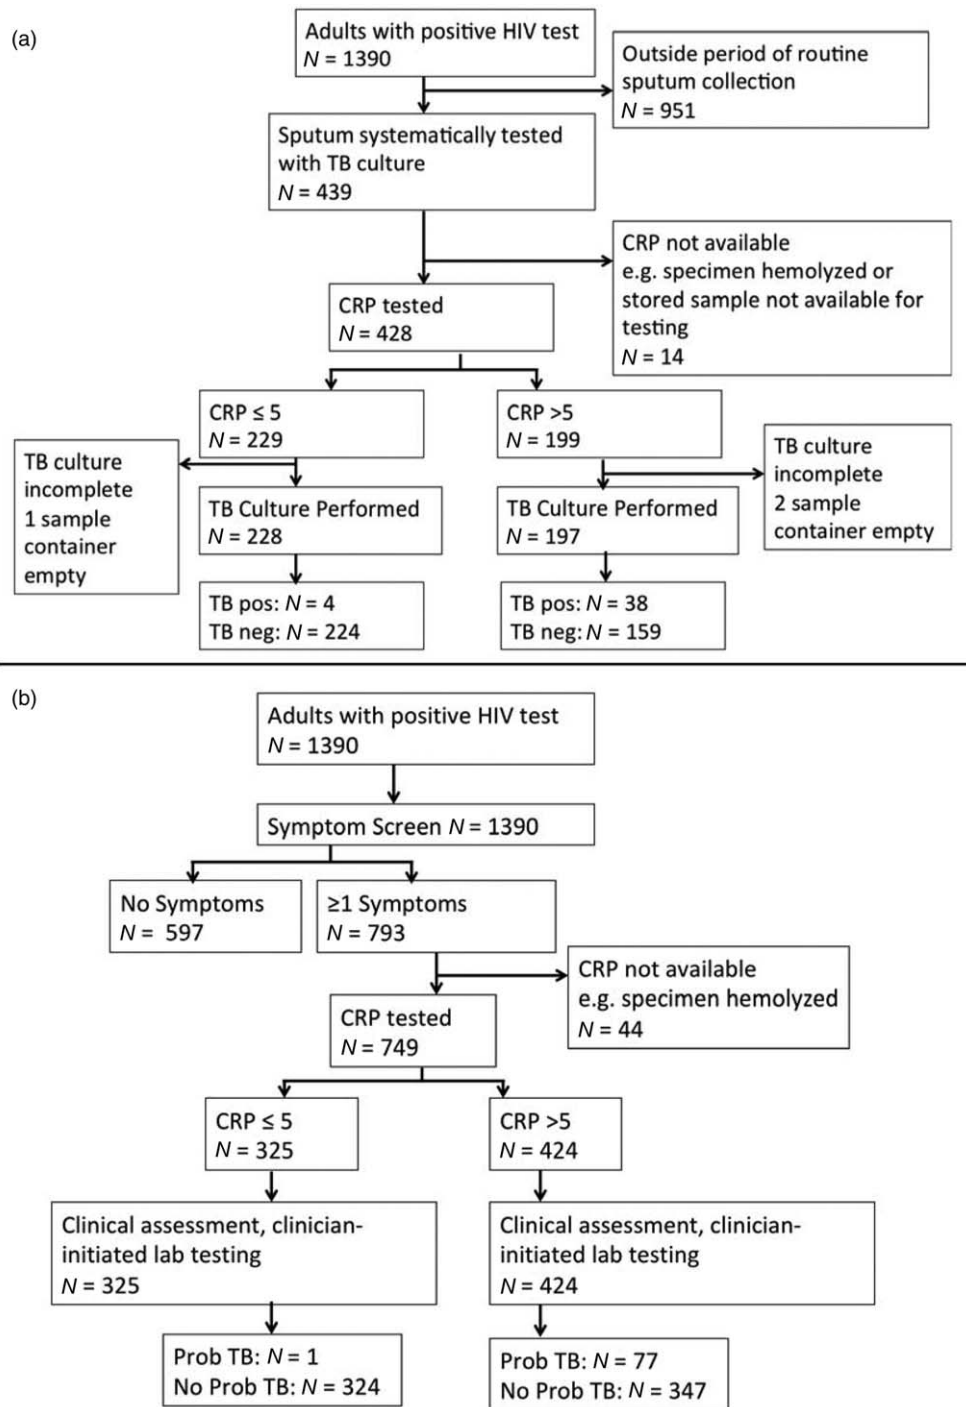 (a)
Adults with positive HIV test
N = 1390
Outside period of routine
sputum collection
N = 951
Sputum systematically tested
with TB culture
N = 439
CRP not available
e.g. specimen hemolyzed or
stored sample not available for
testing
N = 14
CRP tested
N = 428
CRP ≤ 5
N = 229
CRP >5
N = 199
TB culture
incomplete
1 sample
container
empty
TB culture
incomplete
2 sample
container empty
TB Culture Performed
N = 228
TB Culture Performed
N = 197
TB pos: N = 4
TB neg: N = 224
TB pos: N = 38
TB neg: N = 159
(b)
Adults with positive HIV test
N = 1390
Symptom Screen N = 1390
No Symptoms
N = 597
≥1 Symptoms
N = 793
CRP not available
e.g. specimen hemolyzed
N = 44
CRP tested
N = 749
CRP ≤ 5
N = 325
CRP >5
N = 424
Clinical assessment, clinician-
initiated lab testing
N = 325
Clinical assessment, clinician-
initiated lab testing
N = 424
Prob TB: N = 1
No Prob TB: N = 324
Prob TB: N = 77
No Prob TB: N = 347